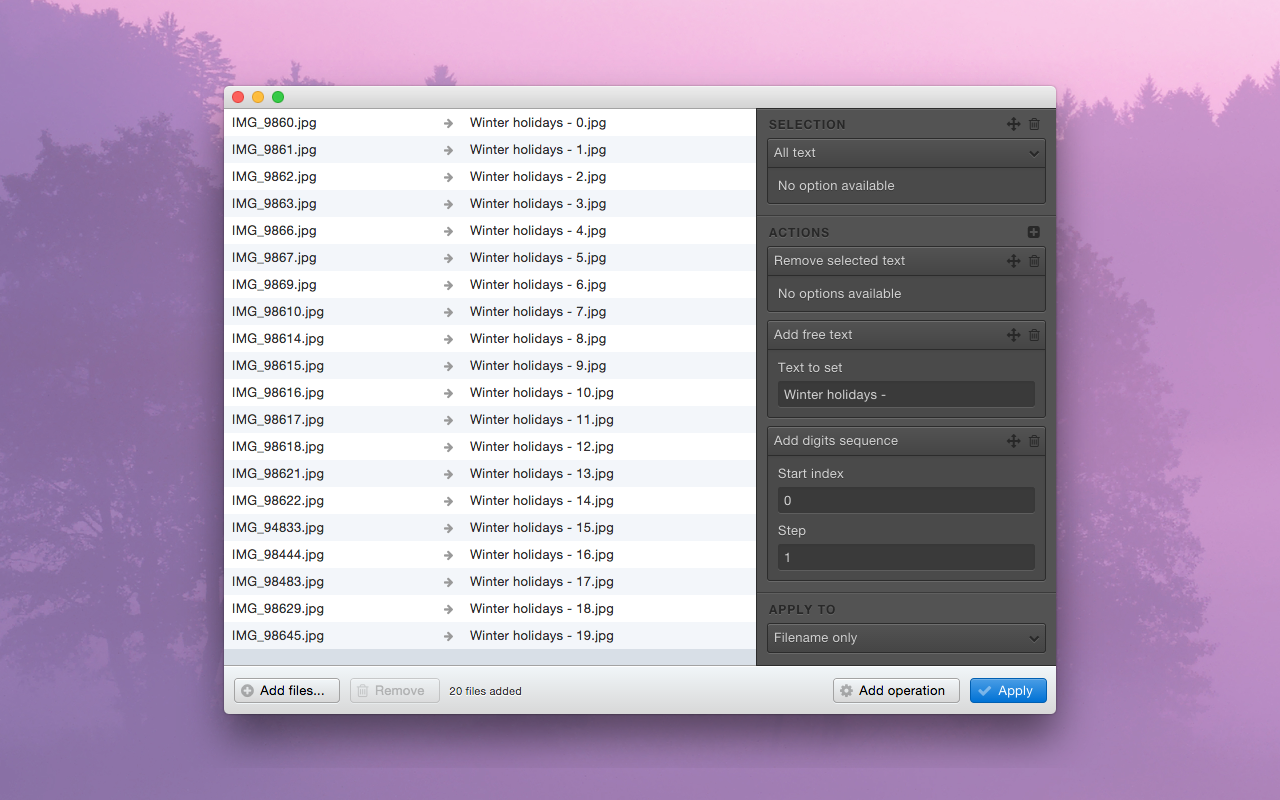 IMG_9860.jpg → Winter holidays - 0.jpg
IMG_9861.jpg → Winter holidays - 1.jpg
IMG_9862.jpg → Winter holidays - 2.jpg
IMG_9863.jpg → Winter holidays - 3.jpg
IMG_9866.jpg → Winter holidays - 4.jpg
IMG_9867.jpg → Winter holidays - 5.jpg
IMG_9869.jpg → Winter holidays - 6.jpg
IMG_98610.jpg → Winter holidays - 7.jpg
IMG_98614.jpg → Winter holidays - 8.jpg
IMG_98615.jpg → Winter holidays - 9.jpg
IMG_98616.jpg → Winter holidays - 10.jpg
IMG_98617.jpg → Winter holidays - 11.jpg
IMG_98618.jpg → Winter holidays - 12.jpg
IMG_98621.jpg → Winter holidays - 13.jpg
IMG_98622.jpg → Winter holidays - 14.jpg
IMG_94833.jpg → Winter holidays - 15.jpg
IMG_98444.jpg → Winter holidays - 16.jpg
IMG_98483.jpg → Winter holidays - 17.jpg
IMG_98629.jpg → Winter holidays - 18.jpg
IMG_98645.jpg → Winter holidays - 19.jpg
SELECTION
All text
No option available
ACTIONS
Remove selected text
No options available
Add free text
Text to set
Winter holidays -
Add digits sequence
Start index
0
Step
1
APPLY TO
Filename only
Add files... Remove 20 files added Add operation Apply